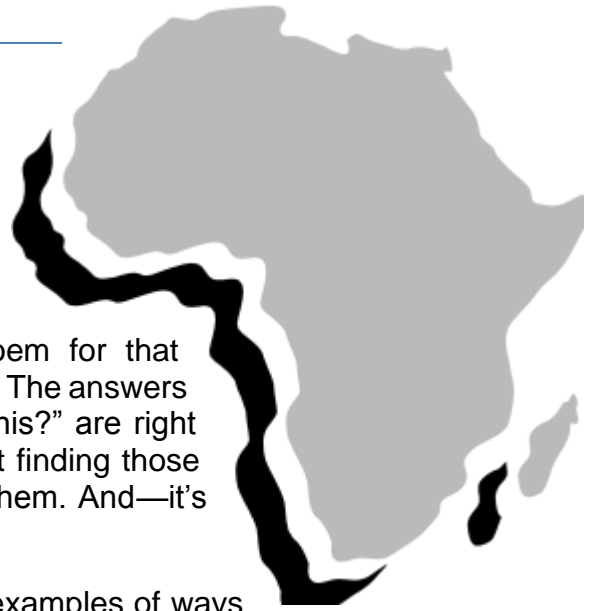 oem for that
The answers
his?” are right
t finding those
hem. And—it’s
examples of ways